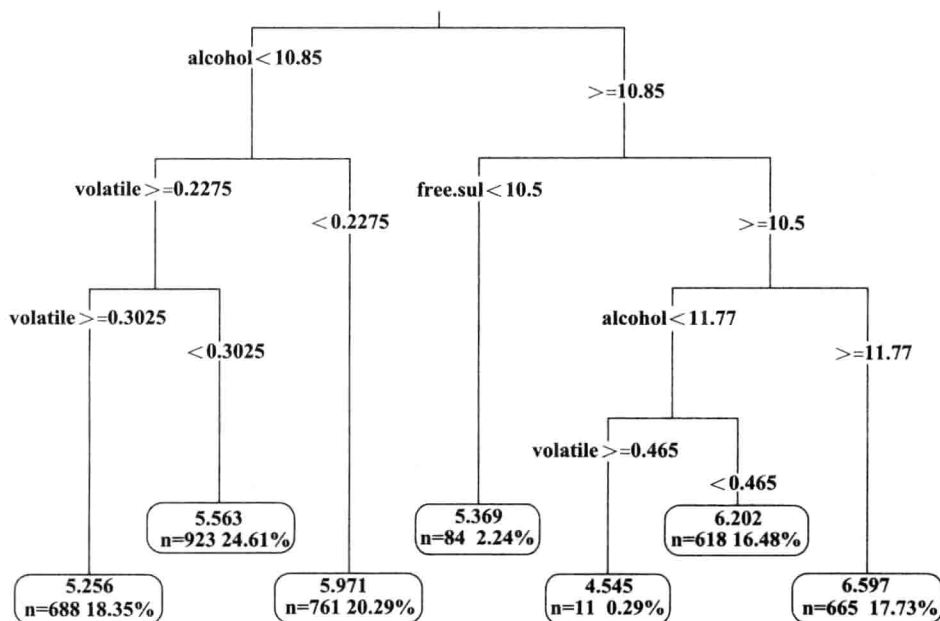 alcohol<10.85
>=10.85
volatile>=0.2275
<0.2275
free.sul<10.5
>=10.5
volatile>=0.3025
<0.3025
alcohol<11.77
>=11.77
volatile>=0.465
<0.465
5.563
n=923 24.61%
5.369
n=84 2.24%
6.202
n=618 16.48%
5.256
n=688 18.35%
5.971
n=761 20.29%
4.545
n=11 0.29%
6.597
n=665 17.73%